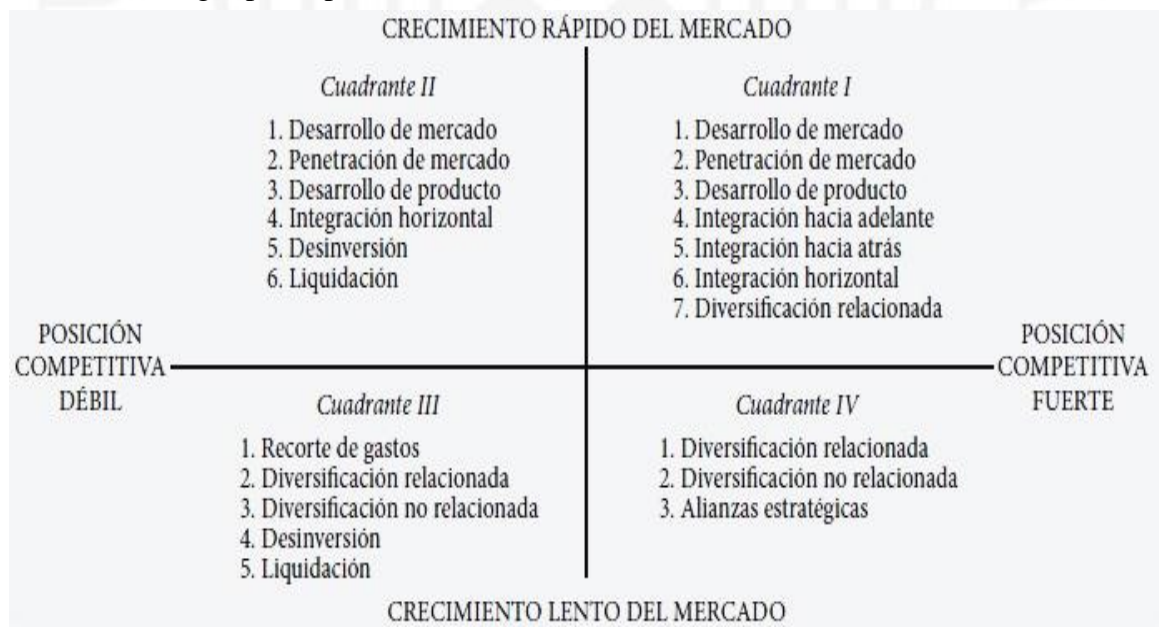 CRECIMIENTO RÁPIDO DEL MERCADO
Cuadrante II
1. Desarrollo de mercado
2. Penetración de mercado
3. Desarrollo de producto
4. Integración horizontal
5. Desinversión
6. Liquidación
Cuadrante I
1. Desarrollo de mercado
2. Penetración de mercado
3. Desarrollo de producto
4. Integración hacia adelante
5. Integración hacia atrás
6. Integración horizontal
7. Diversificación relacionada
POSICIÓN
COMPETITIVA
DÉBIL
POSICIÓN
COMPETITIVA
FUERTE
Cuadrante III
1. Recorte de gastos
2. Diversificación relacionada
3. Diversificación no relacionada
4. Desinversión
5. Liquidación
Cuadrante IV
1. Diversificación relacionada
2. Diversificación no relacionada
3. Alianzas estratégicas
CRECIMIENTO LENTO DEL MERCADO